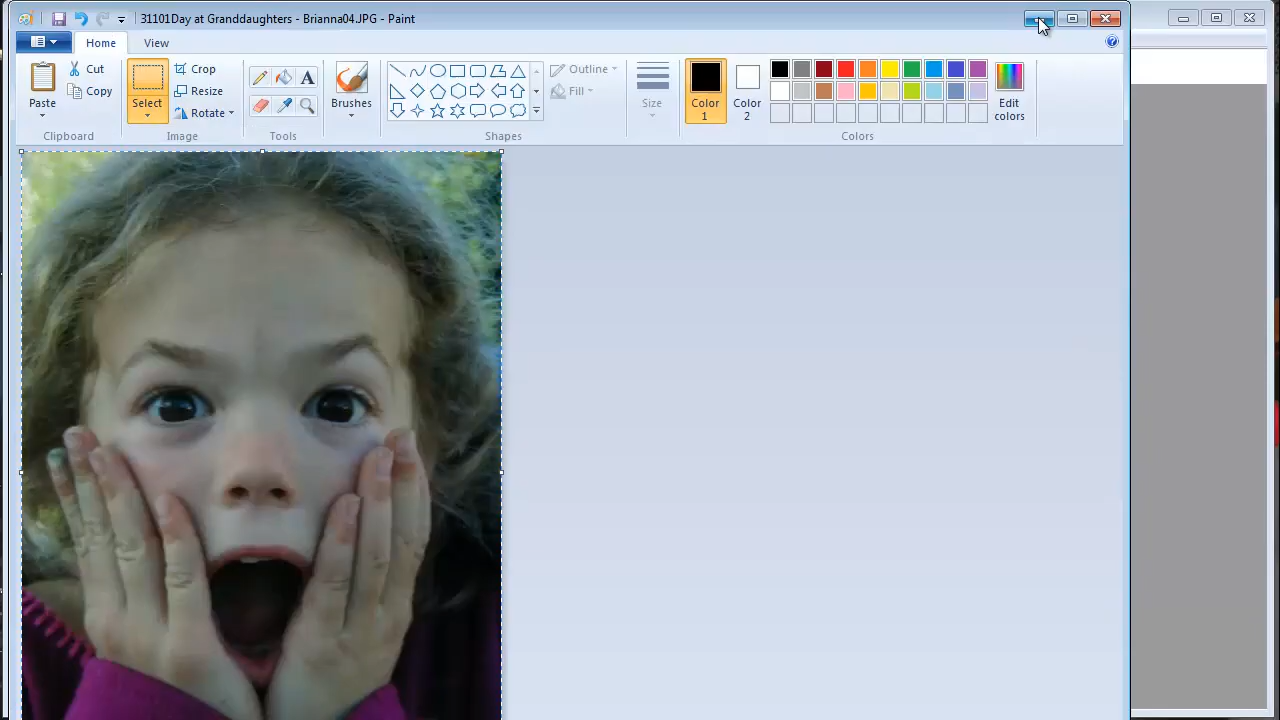 31101Day at Granddaughters - Brianna04.JPG - Paint
Home View
Paste
Cut
Copy
Clipboard
Select
Crop
Resize
Rotate
Image
A
Tools
Brushes
Outline
Fill
Shapes
Size
Color 1
Color 2
Edit colors
Colors